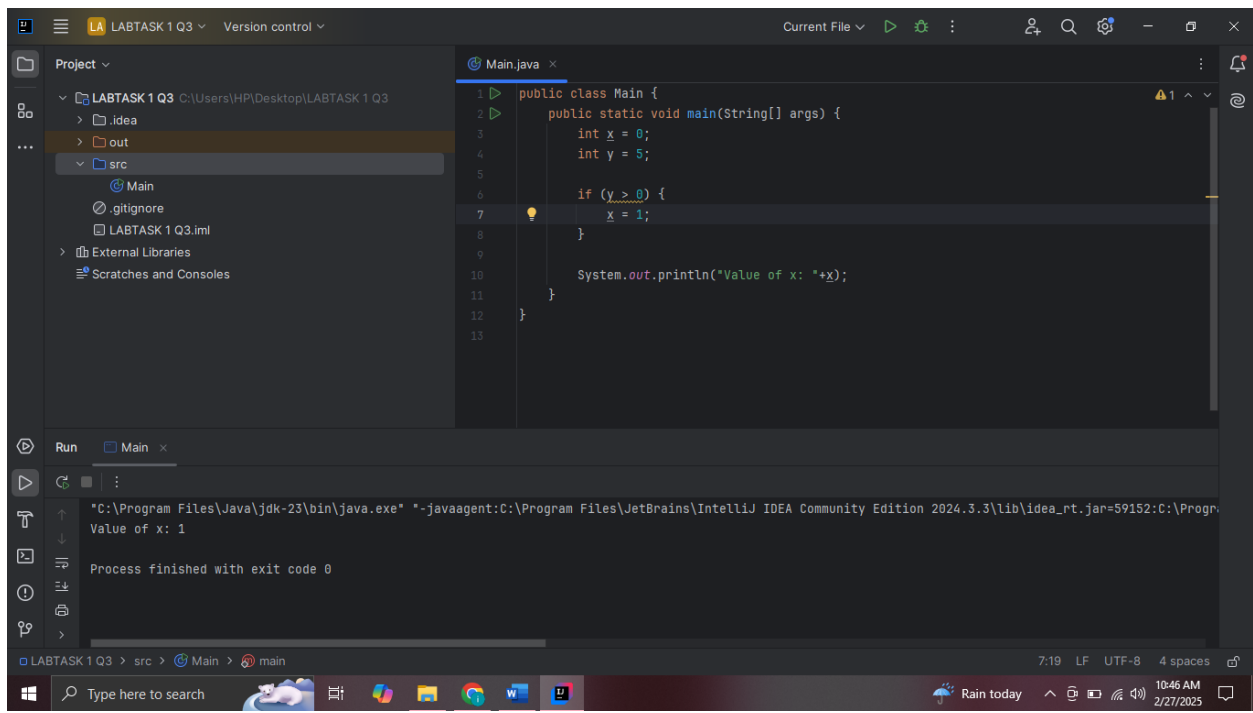 LA LABTASK 1 Q3 Version control Current File
Project
Main.java
LABTASK 1 Q3 C:\Users\HP\Desktop\LABTASK 1 Q3
.idea
out
src
Main
.gitignore
LABTASK 1 Q3.iml
External Libraries
Scratches and Consoles
1 public class Main {
2 public static void main(String[] args) {
3 int x = 0;
4 int y = 5;
5
6 if (y > 0) {
7 x = 1;
8 }
9
10 System.out.println("Value of x: "+x);
11 }
12 }
13
1
Run Main
"C:\Program Files\Java\jdk-23\bin\java.exe" "-javaagent:C:\Program Files\JetBrains\IntelliJ IDEA Community Edition 2024.3.3\lib\idea_rt.jar=59152:C:\Progr
Value of x: 1
Process finished with exit code 0
LABTASK 1 Q3 > src > Main > main 7:19 LF UTF-8 4 spaces
Type here to search Rain today 10:46 AM
2/27/2025